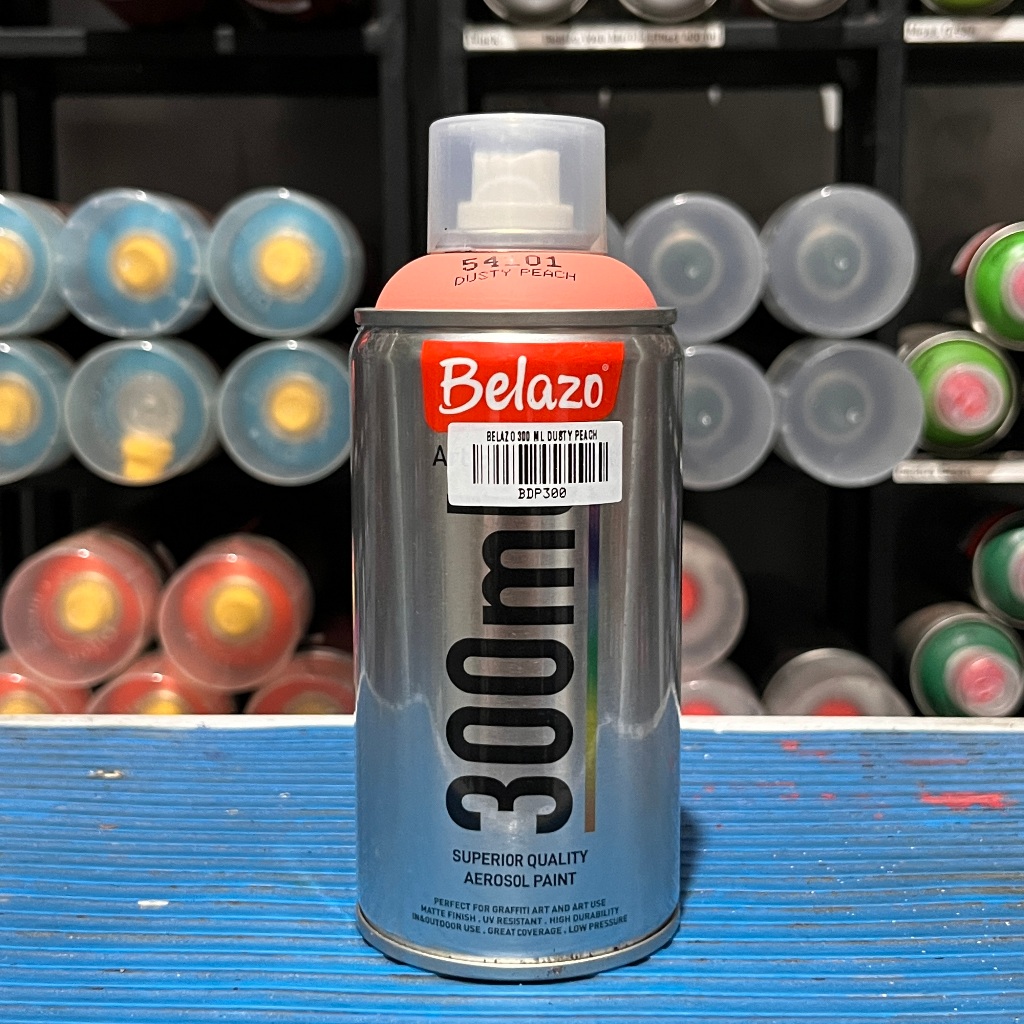 54101
DUSTY PEACH
Belazo
BELAZO 300 ML DUSTY PEACH
BDP300
300ml
SUPERIOR QUALITY
AEROSOL PAINT
PERFECT FOR GRAFFITI ART AND ART USE
MATTE FINISH . UV RESISTANT . HIGH DURABILITY
IN&OUTDOOR USE . GREAT COVERAGE . LOW PRESSURE